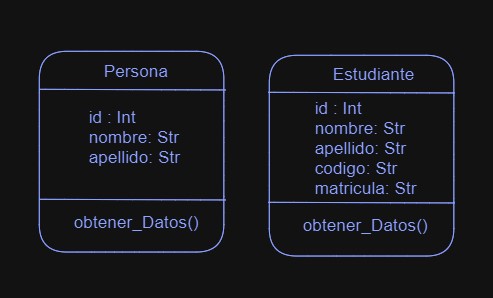 Persona
id : Int
nombre: Str
apellido: Str
obtener_Datos()
Estudiante
id : Int
nombre: Str
apellido: Str
codigo: Str
matricula: Str
obtener_Datos()